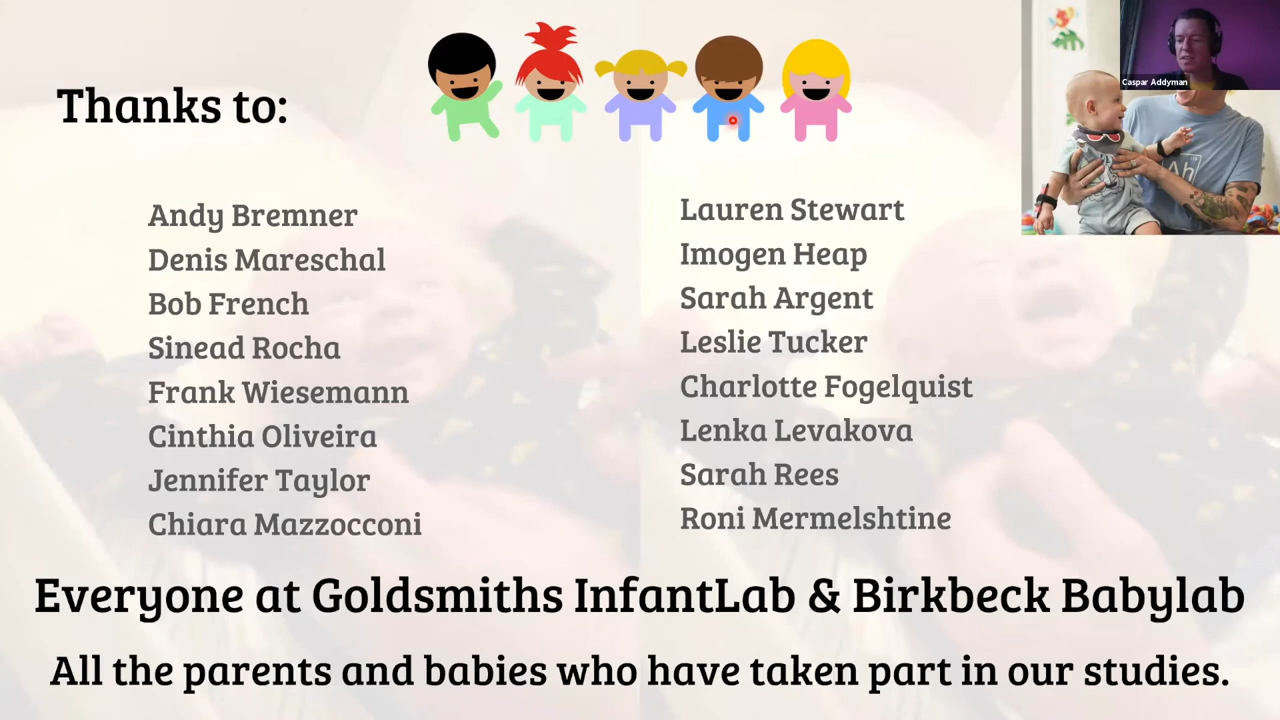 Caspar Addyman
Thanks to:
Ah
Andy Bremner
Denis Mareschal
Bob French
Sinead Rocha
Frank Wiesemann
Cinthia Oliveira
Jennifer Taylor
Chiara Mazzocconi
Lauren Stewart
Imogen Heap
Sarah Argent
Leslie Tucker
Charlotte Fogelquist
Lenka Levakova
Sarah Rees
Roni Mermelshtine
Everyone at Goldsmiths InfantLab & Birkbeck Babylab
All the parents and babies who have taken part in our studies.